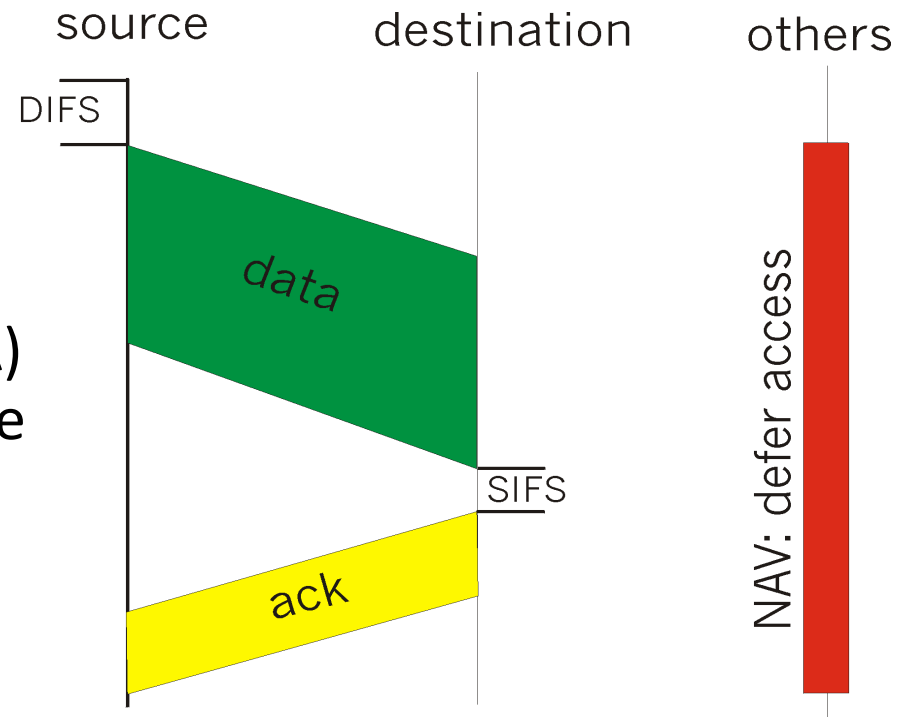 source
destination
others
DIFS
data
)
e
SIFS
ack
NAV: defer access